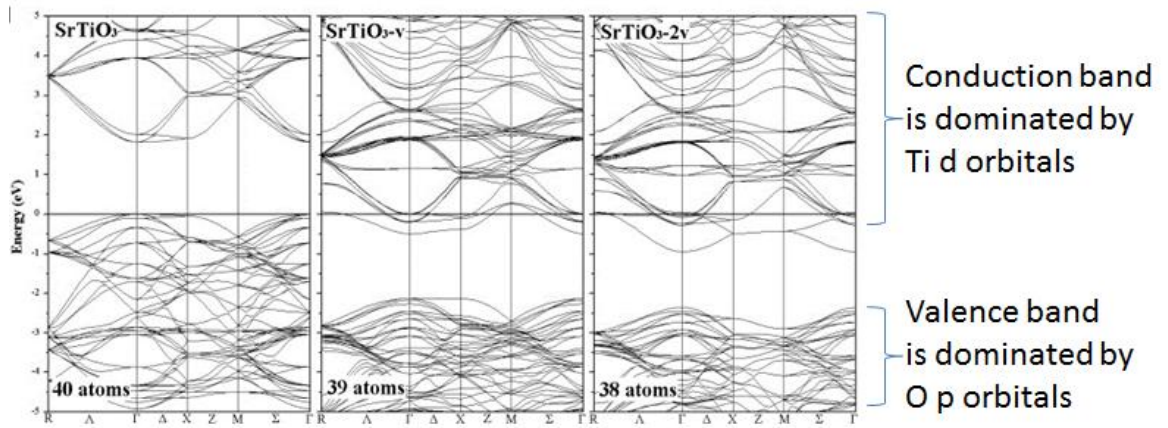 SrTiO₃
SrTiO₃-v
SrTiO₃-2v
Energy (eV)
5
4
3
2
1
0
-1
-2
-3
-4
-5
40 atoms
39 atoms
38 atoms
R Λ Γ Δ X Z M Σ Γ
R Λ Γ Δ X Z M Σ Γ
R Λ Γ Δ X Z M Σ Γ
Conduction band
is dominated by
Ti d orbitals
Valence band
is dominated by
O p orbitals